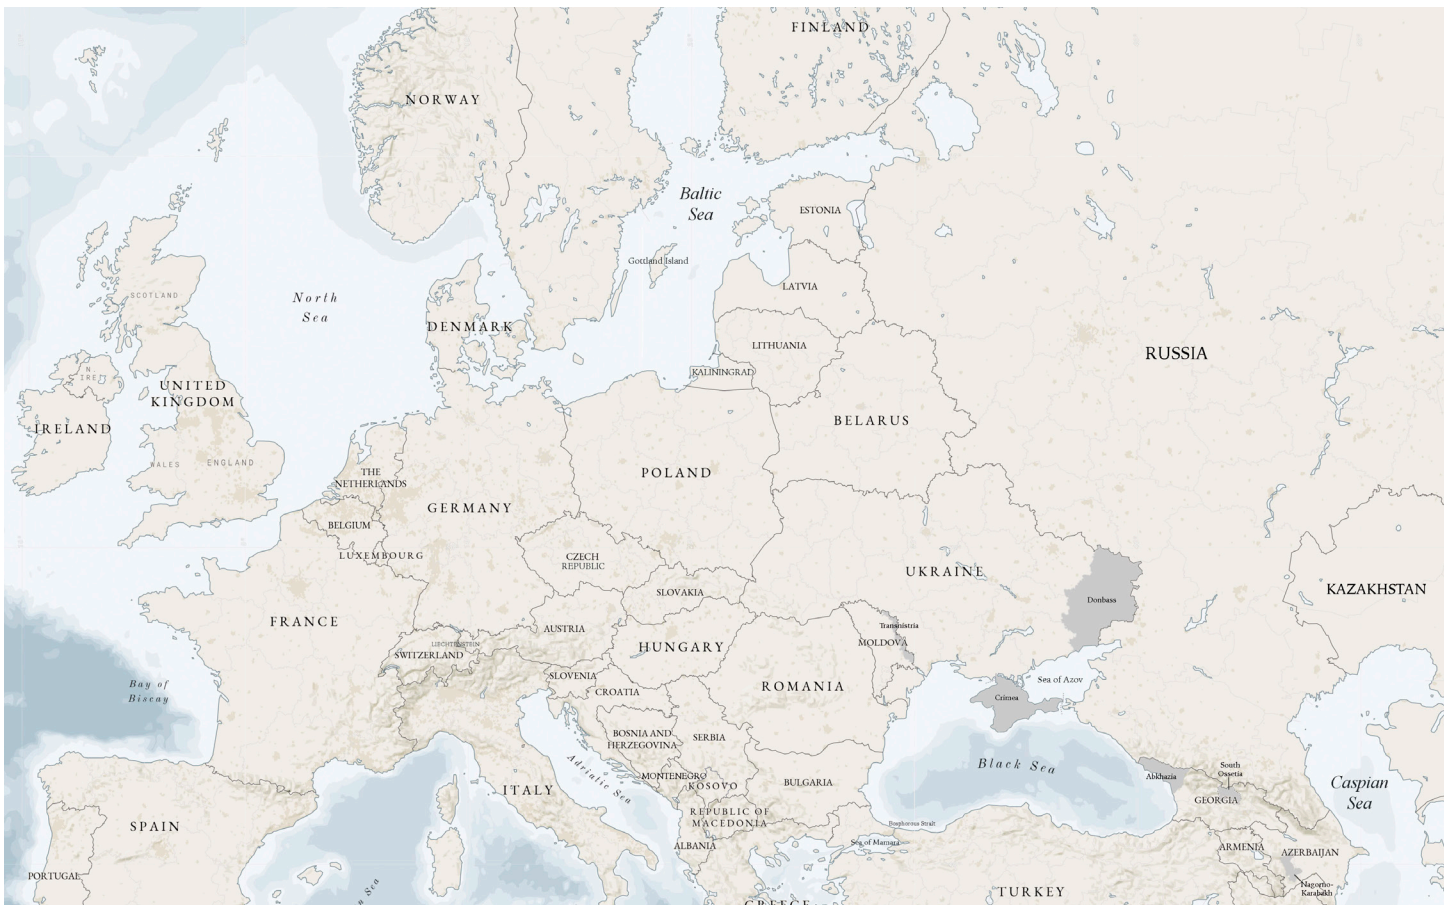 FINLAND
NORWAY
Baltic
Sea
ESTONIA
Gottland Island
LATVIA
SCOTLAND
North
Sea
DENMARK
LITHUANIA
RUSSIA
KALININGRAD
N
IRE
UNITED
KINGDOM
IRELAND
BELARUS
WALES
ENGLAND
THE
NETHERLANDS
POLAND
GERMANY
BELGIUM
LUXEMBOURG
CZECH
REPUBLIC
UKRAINE
KAZAKHSTAN
SLOVAKIA
Donbass
FRANCE
AUSTRIA
Transnistria
MOLDOVA
LIECHTENSTEIN
SWITZERLAND
HUNGARY
SLOVENIA
Sea of Azov
Bay of
Biscay
CROATIA
ROMANIA
Crimea
BOSNIA AND
HERZEGOVINA
SERBIA
Adriatic Sea
Black Sea
South
Ossetia
MONTENEGRO
KOSOVO
BULGARIA
Abkhazia
Caspian
Sea
ITALY
GEORGIA
REPUBLIC OF
MACEDONIA
SPAIN
Bosphorous Strait
ALBANIA
Sea of Mamara
ARMENIA
AZERBAIJAN
PORTUGAL
Nagorno-
Karabakh
TURKEY
n Sea
GREECE